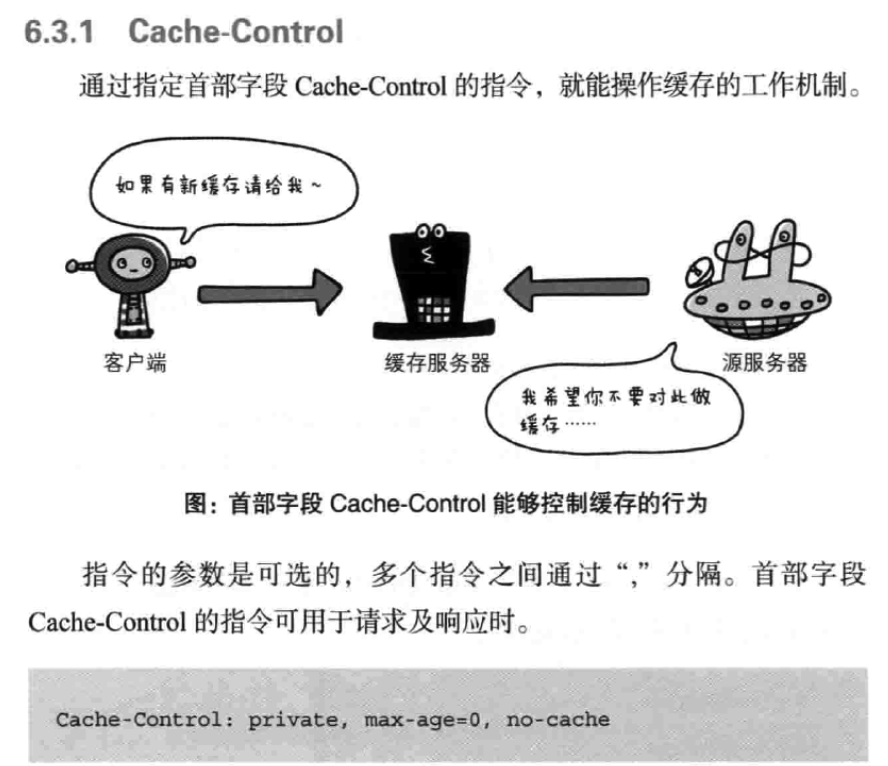 6.3.1 Cache-Control
通过指定首部字段 Cache-Control 的指令，就能操作缓存的工作机制。
如果有新缓存请给我～
客户端
缓存服务器
源服务器
我希望你不要对此做
缓存……
图：首部字段 Cache-Control 能够控制缓存的行为
指令的参数是可选的，多个指令之间通过“,”分隔。首部字段
Cache-Control 的指令可用于请求及响应时。
Cache-Control: private, max-age=0, no-cache